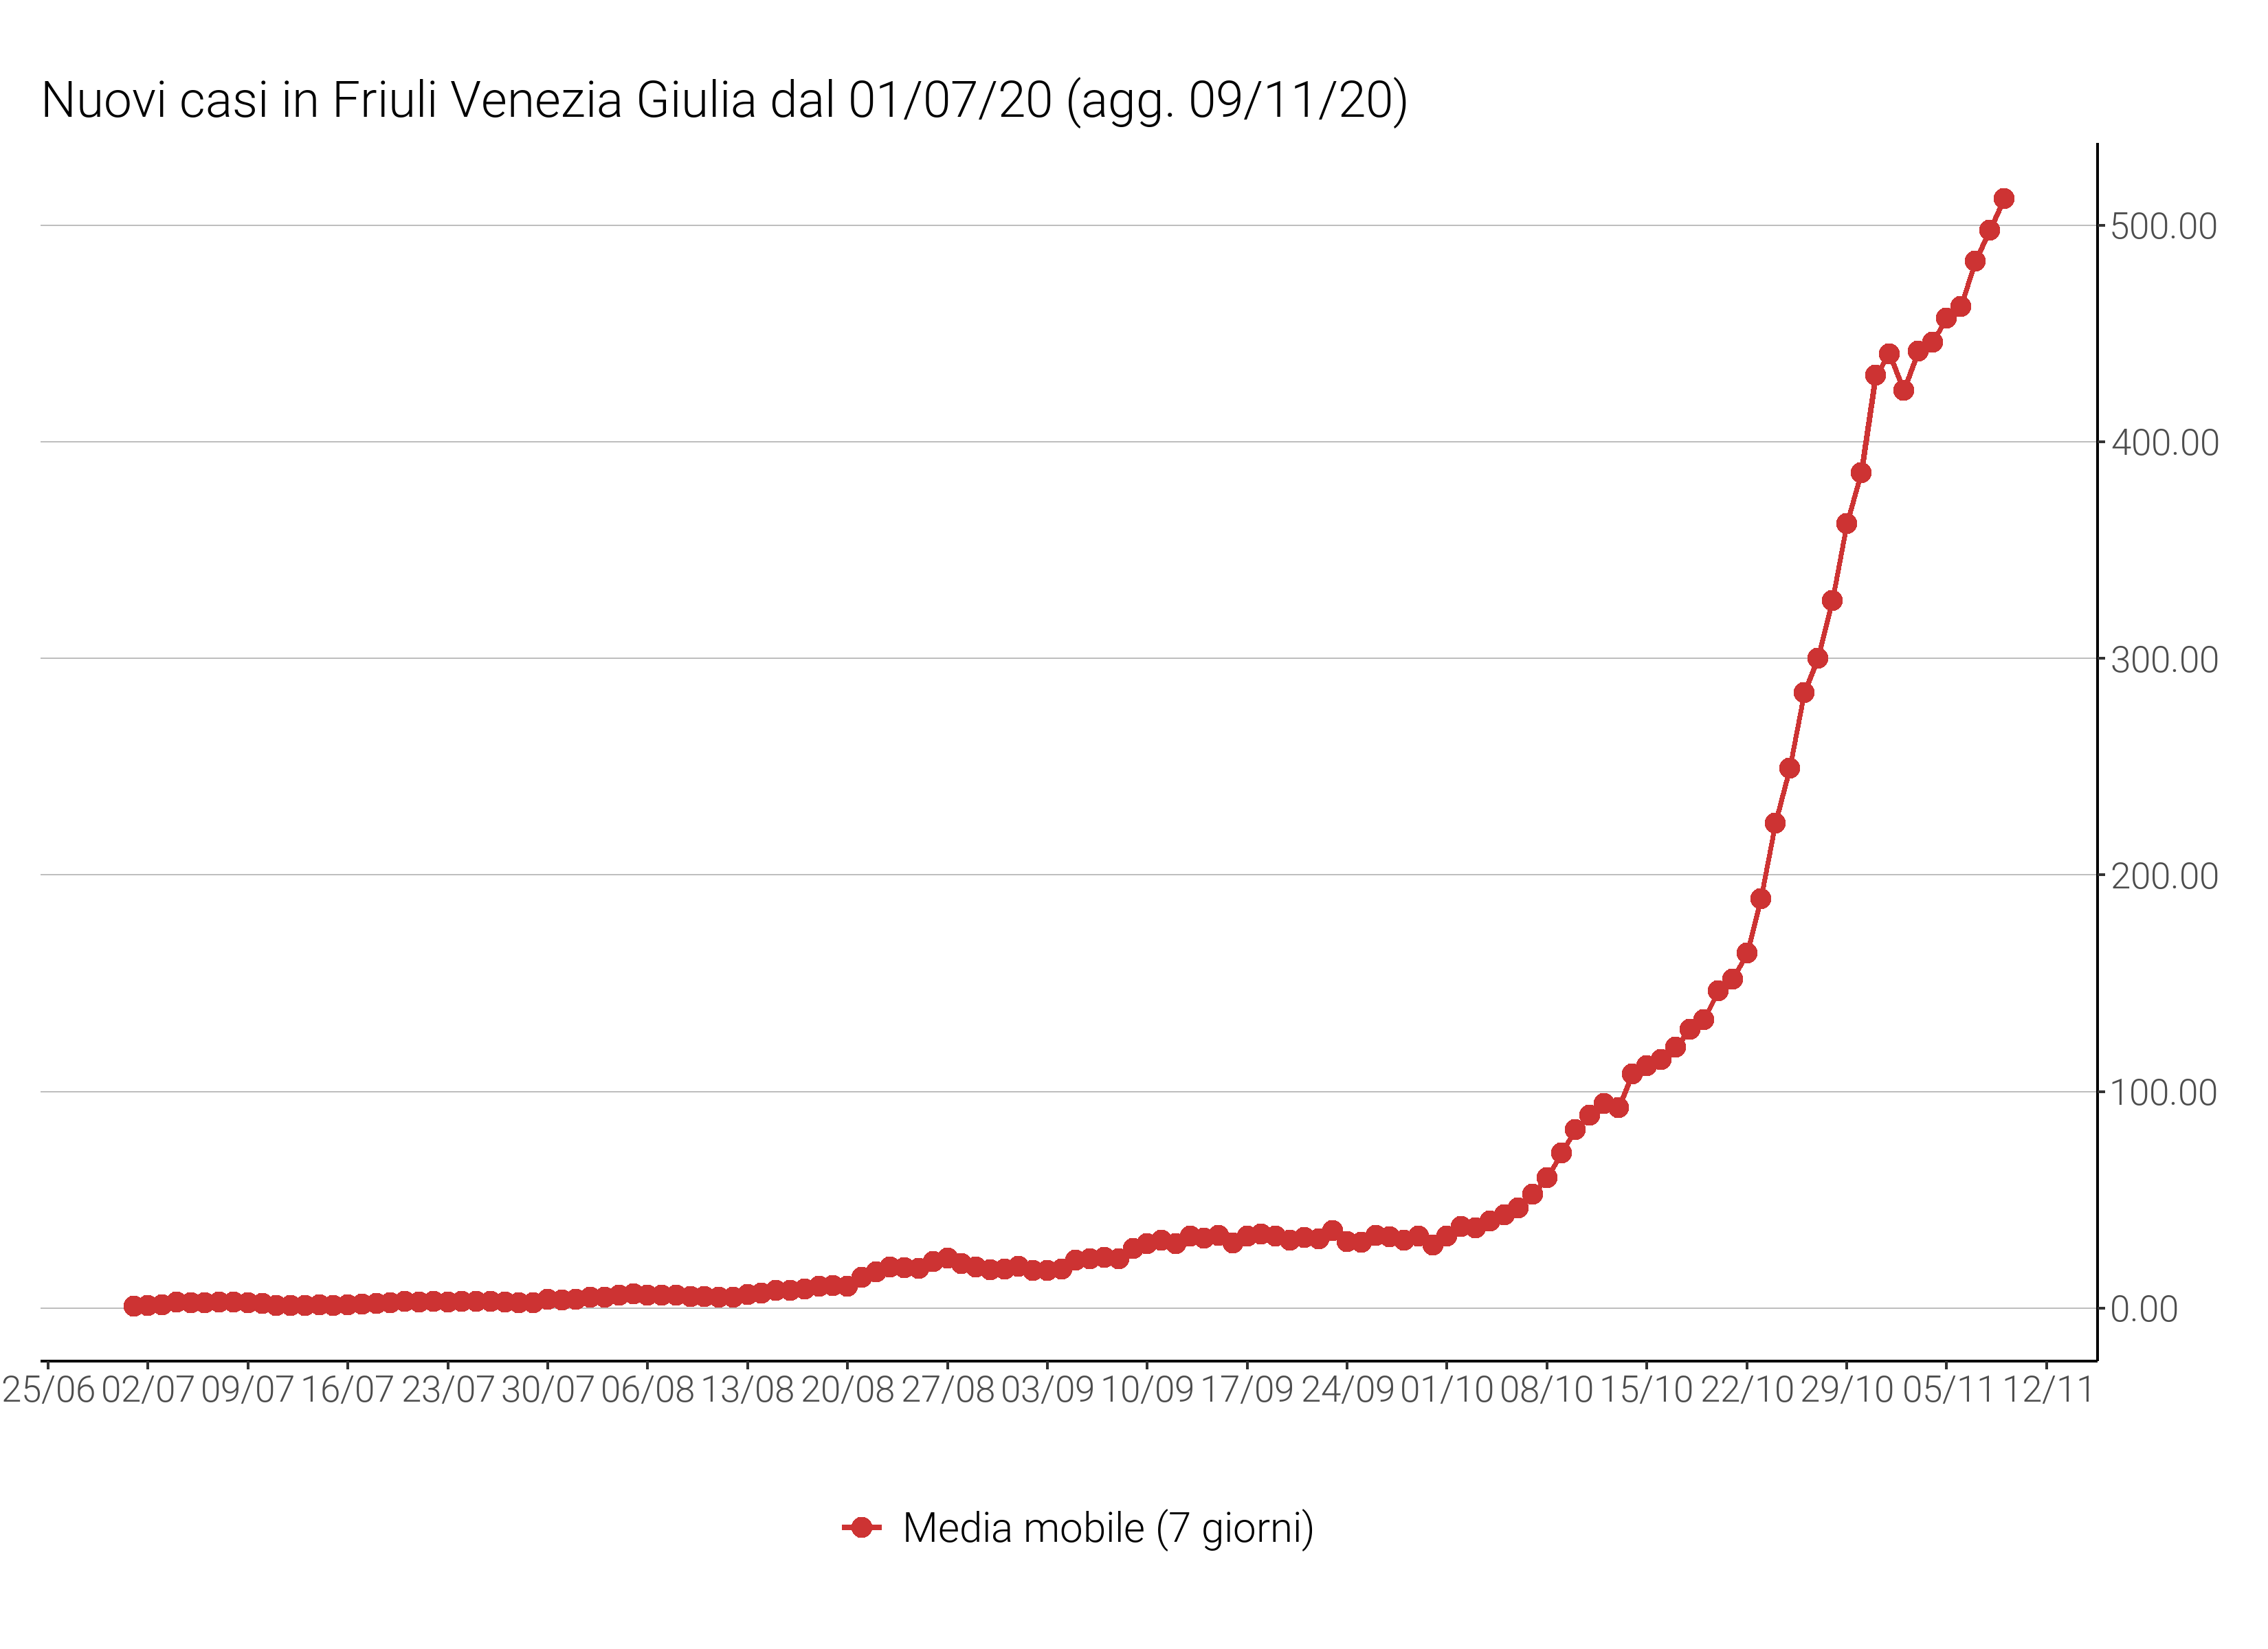 Nuovi casi in Friuli Venezia Giulia dal 01/07/20 (agg. 09/11/20)
500.00
400.00
300.00
200.00
100.00
0.00
25/06 02/07 09/07 16/07 23/07 30/07 06/08 13/08 20/08 27/08 03/09 10/09 17/09 24/09 01/10 08/10 15/10 22/10 29/10 05/11 12/11
Media mobile (7 giorni)